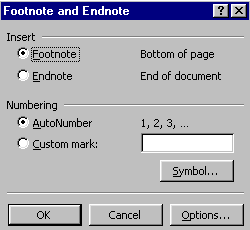 Footnote and Endnote ? X
Insert
Footnote Bottom of page
Endnote End of document
Numbering
AutoNumber 1, 2, 3, ...
Custom mark:
Symbol...
OK Cancel Options...